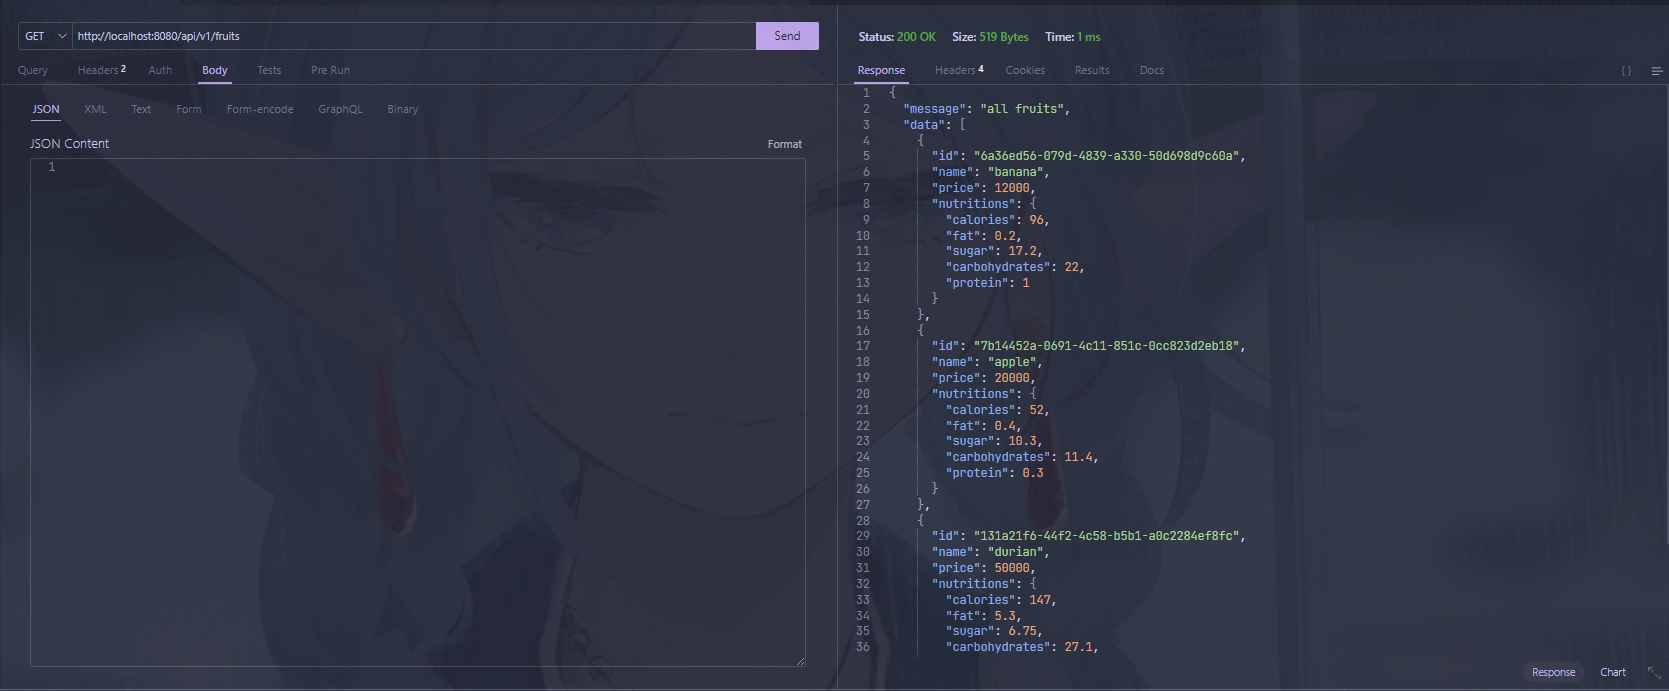 GET http://localhost:8080/api/v1/fruits Send
Query Headers 2 Auth Body Tests Pre Run
JSON XML Text Form Form-encode GraphQL Binary
JSON Content Format
1
Status: 200 OK Size: 519 Bytes Time: 1 ms
Response Headers 4 Cookies Results Docs { }
1 {
2 "message": "all fruits",
3 "data": [
4 {
5 "id": "6a36ed56-079d-4839-a330-50d698d9c60a",
6 "name": "banana",
7 "price": 12000,
8 "nutritions": {
9 "calories": 96,
10 "fat": 0.2,
11 "sugar": 17.2,
12 "carbohydrates": 22,
13 "protein": 1
14 }
15 },
16 {
17 "id": "7b14452a-0691-4c11-851c-0cc823d2eb18",
18 "name": "apple",
19 "price": 20000,
20 "nutritions": {
21 "calories": 52,
22 "fat": 0.4,
23 "sugar": 10.3,
24 "carbohydrates": 11.4,
25 "protein": 0.3
26 }
27 },
28 {
29 "id": "131a21f6-44f2-4c58-b5b1-a0c2284ef8fc",
30 "name": "durian",
31 "price": 50000,
32 "nutritions": {
33 "calories": 147,
34 "fat": 5.3,
35 "sugar": 6.75,
36 "carbohydrates": 27.1,
Response Chart